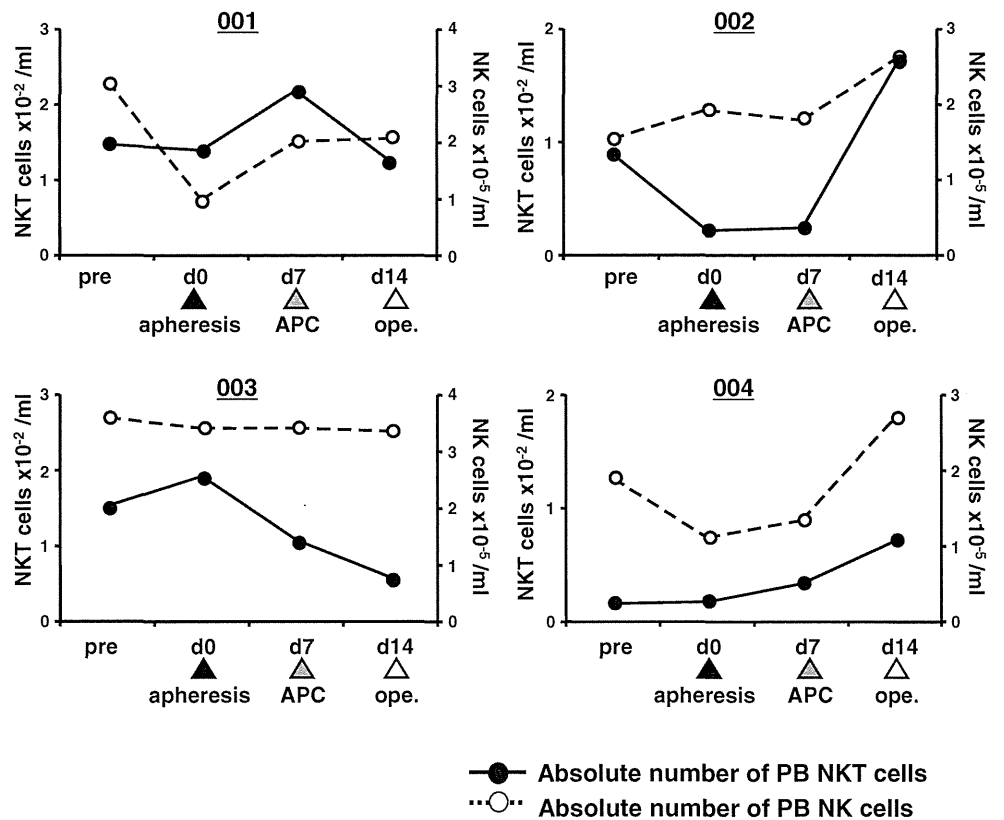 001
NKT cells x10⁻² /ml
3
2
1
0
4
3
2
1
0
NK cells x10⁻⁵/ml
pre d0 d7 d14
apheresis APC ope.
002
NKT cells x10⁻² /ml
2
1
0
3
2
1
0
NK cells x10⁻⁵/ml
pre d0 d7 d14
apheresis APC ope.
003
NKT cells x10⁻² /ml
3
2
1
0
4
3
2
1
0
NK cells x10⁻⁵/ml
pre d0 d7 d14
apheresis APC ope.
004
NKT cells x10⁻² /ml
2
1
0
3
2
1
0
NK cells x10⁻⁵/ml
pre d0 d7 d14
apheresis APC ope.
Absolute number of PB NKT cells
Absolute number of PB NK cells